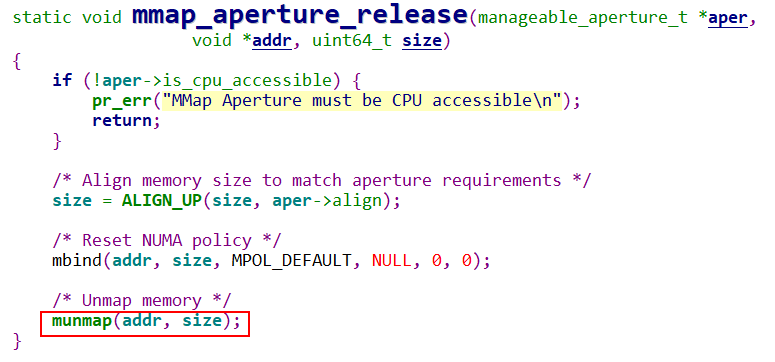 static void mmap_aperture_release(manageable_aperture_t *aper,
void *addr, uint64_t size)
{
if (!aper->is_cpu_accessible) {
pr_err("MMap Aperture must be CPU accessible\n");
return;
}
/* Align memory size to match aperture requirements */
size = ALIGN_UP(size, aper->align);
/* Reset NUMA policy */
mbind(addr, size, MPOL_DEFAULT, NULL, 0, 0);
/* Unmap memory */
munmap(addr, size);
}